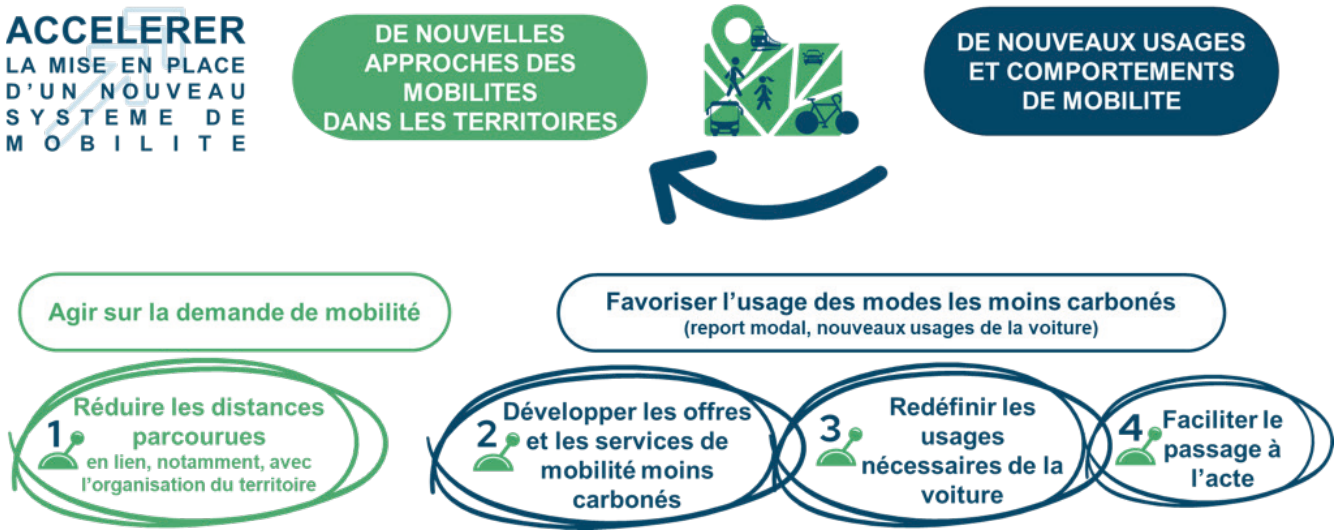 ACCELERER
LA MISE EN PLACE
D'UN NOUVEAU
SYSTEME DE
MOBILITE
DE NOUVELLES
APPROCHES DES
MOBILITES
DANS LES TERRITOIRES
DE NOUVEAUX USAGES
ET COMPORTEMENTS
DE MOBILITE
Agir sur la demande de mobilité
Favoriser l'usage des modes les moins carbonés
(report modal, nouveaux usages de la voiture)
1
Réduire les distances
parcourues
en lien, notamment, avec
l'organisation du territoire
2
Développer les offres
et les services de
mobilité moins
carbonés
3
Redéfinir les
usages
nécessaires de la
voiture
4
Faciliter le
passage à
l'acte